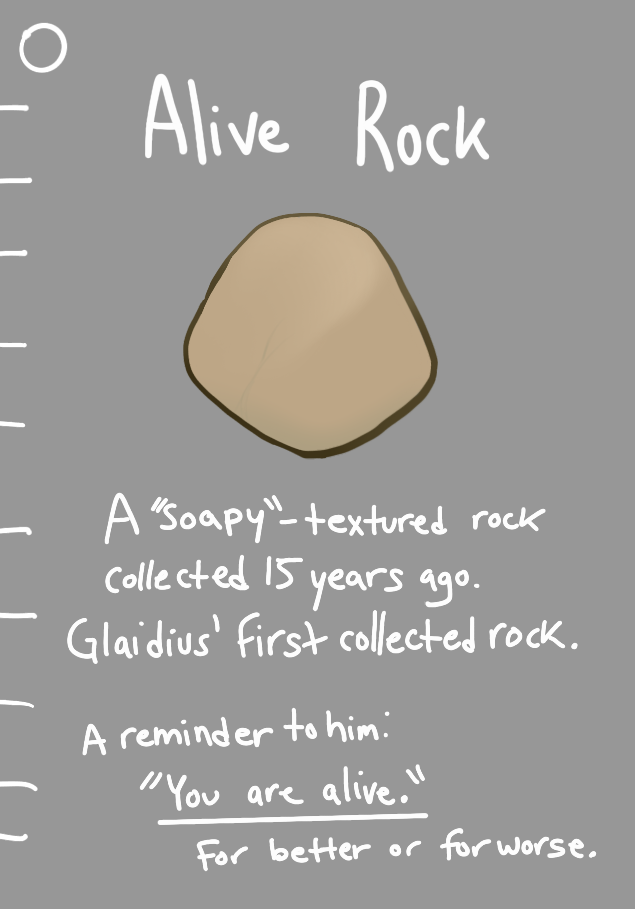 Alive Rock
A "Soapy"-textured rock
collected 15 years ago.
Glaidius' first collected rock.
A reminder to him:
"You are alive."
For better or for worse.